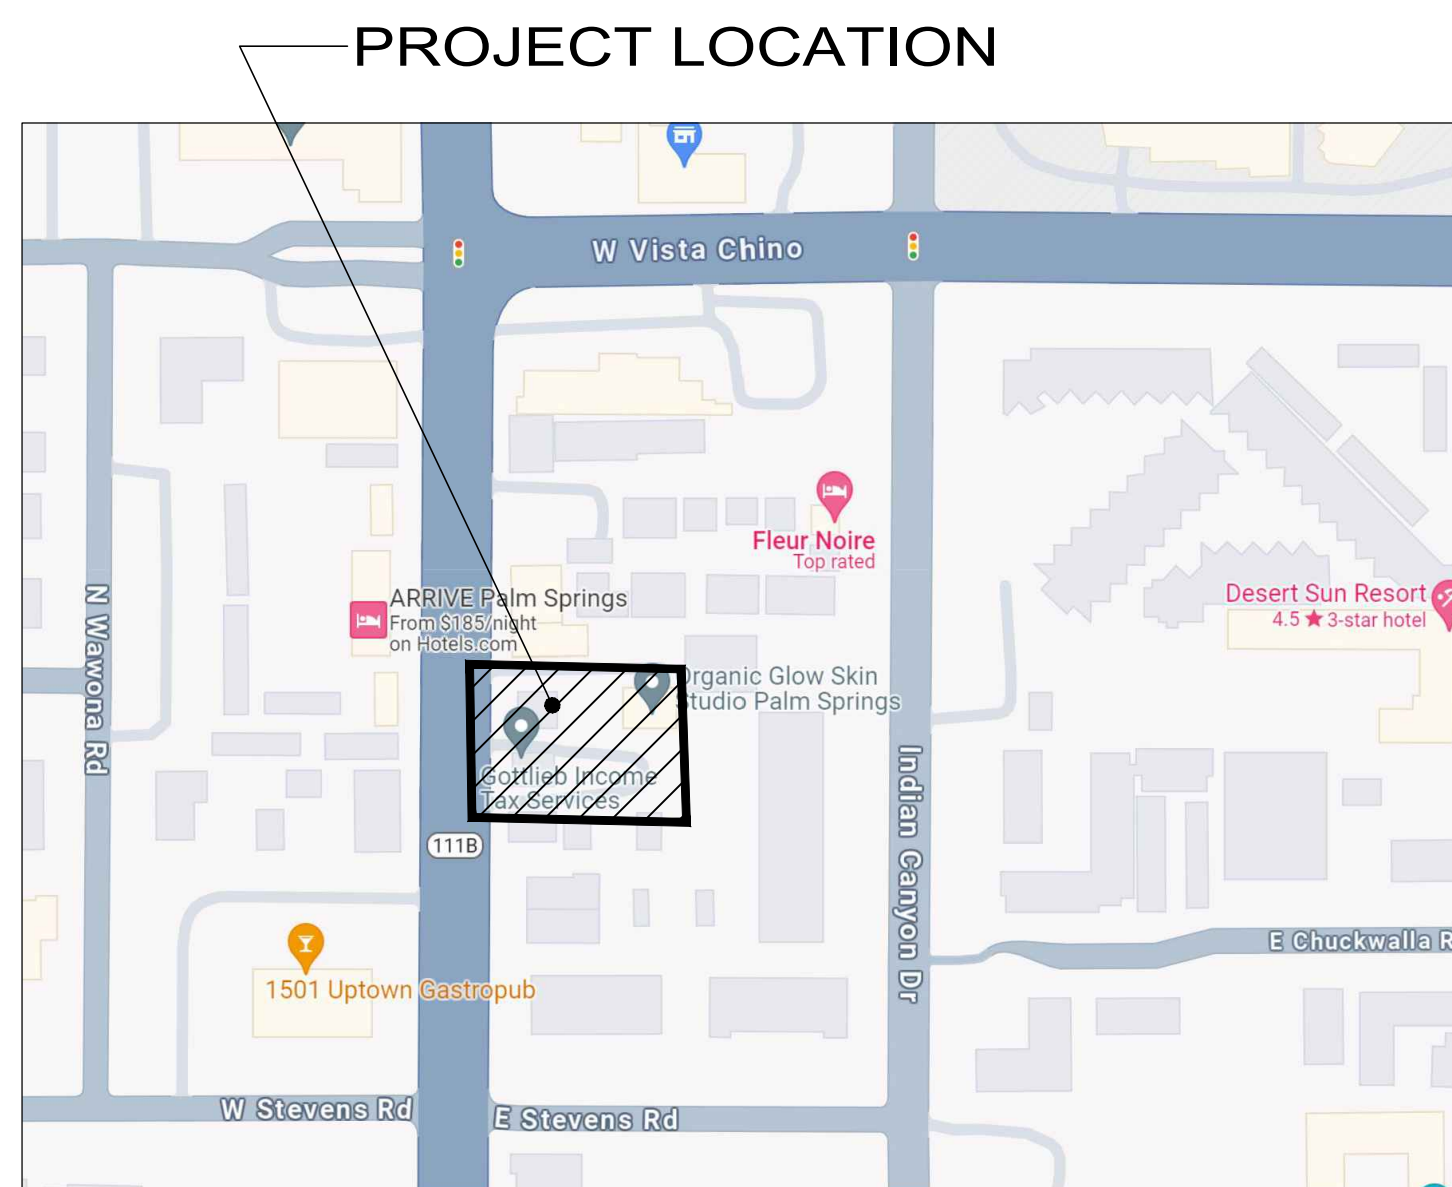 PROJECT LOCATION
W Vista Chino
Fleur Noire
Top rated
ARRIVE Palm Springs
From $185/night
on Hotels.com
Desert Sun Resort
4.5 ★ 3-star hotel
N Wawona Rd
Organic Glow Skin
Studio Palm Springs
Gottlieb Income
Tax Services
Indian Canyon Dr
111B
E Chuckwalla R
1501 Uptown Gastropub
W Stevens Rd
E Stevens Rd